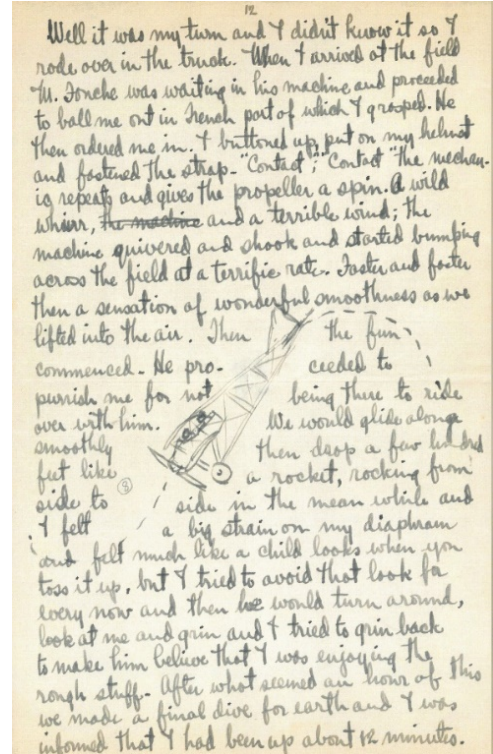 12
Well it was my turn and I didn't know it so I
rode over in the truck. When I arrived at the field
M. Fonche was waiting in his machine and proceeded
to ball me out in French part of which I grasped. He
then ordered me in. I buttoned up, put on my helmet
and fastened the strap - "Contact"; "Contact" the mechan-
ic repeats and gives the propeller a spin. A wild
whirr, the machine and a terrible wind; the
machine quivered and shook and started bumping
across the field at a terrific rate. Faster and faster
then a sensation of wonderful smoothness as we
lifted into the air. Then the fun
commenced. He pro- ceeded to
punish me for not being there to ride
over with him. We would glide along
smoothly then drop a few hundred
feet like a rocket, rocking from
side to side in the mean while and
I felt a big strain on my diaphram
and felt much like a child looks when you
toss it up, but I tried to avoid that look for
every now and then he would turn around,
look at me and grin and I tried to grin back
to make him believe that I was enjoying the
rough stuff. After what seemed an hour of this
we made a final dive for earth and I was
informed that I had been up about 12 minutes.